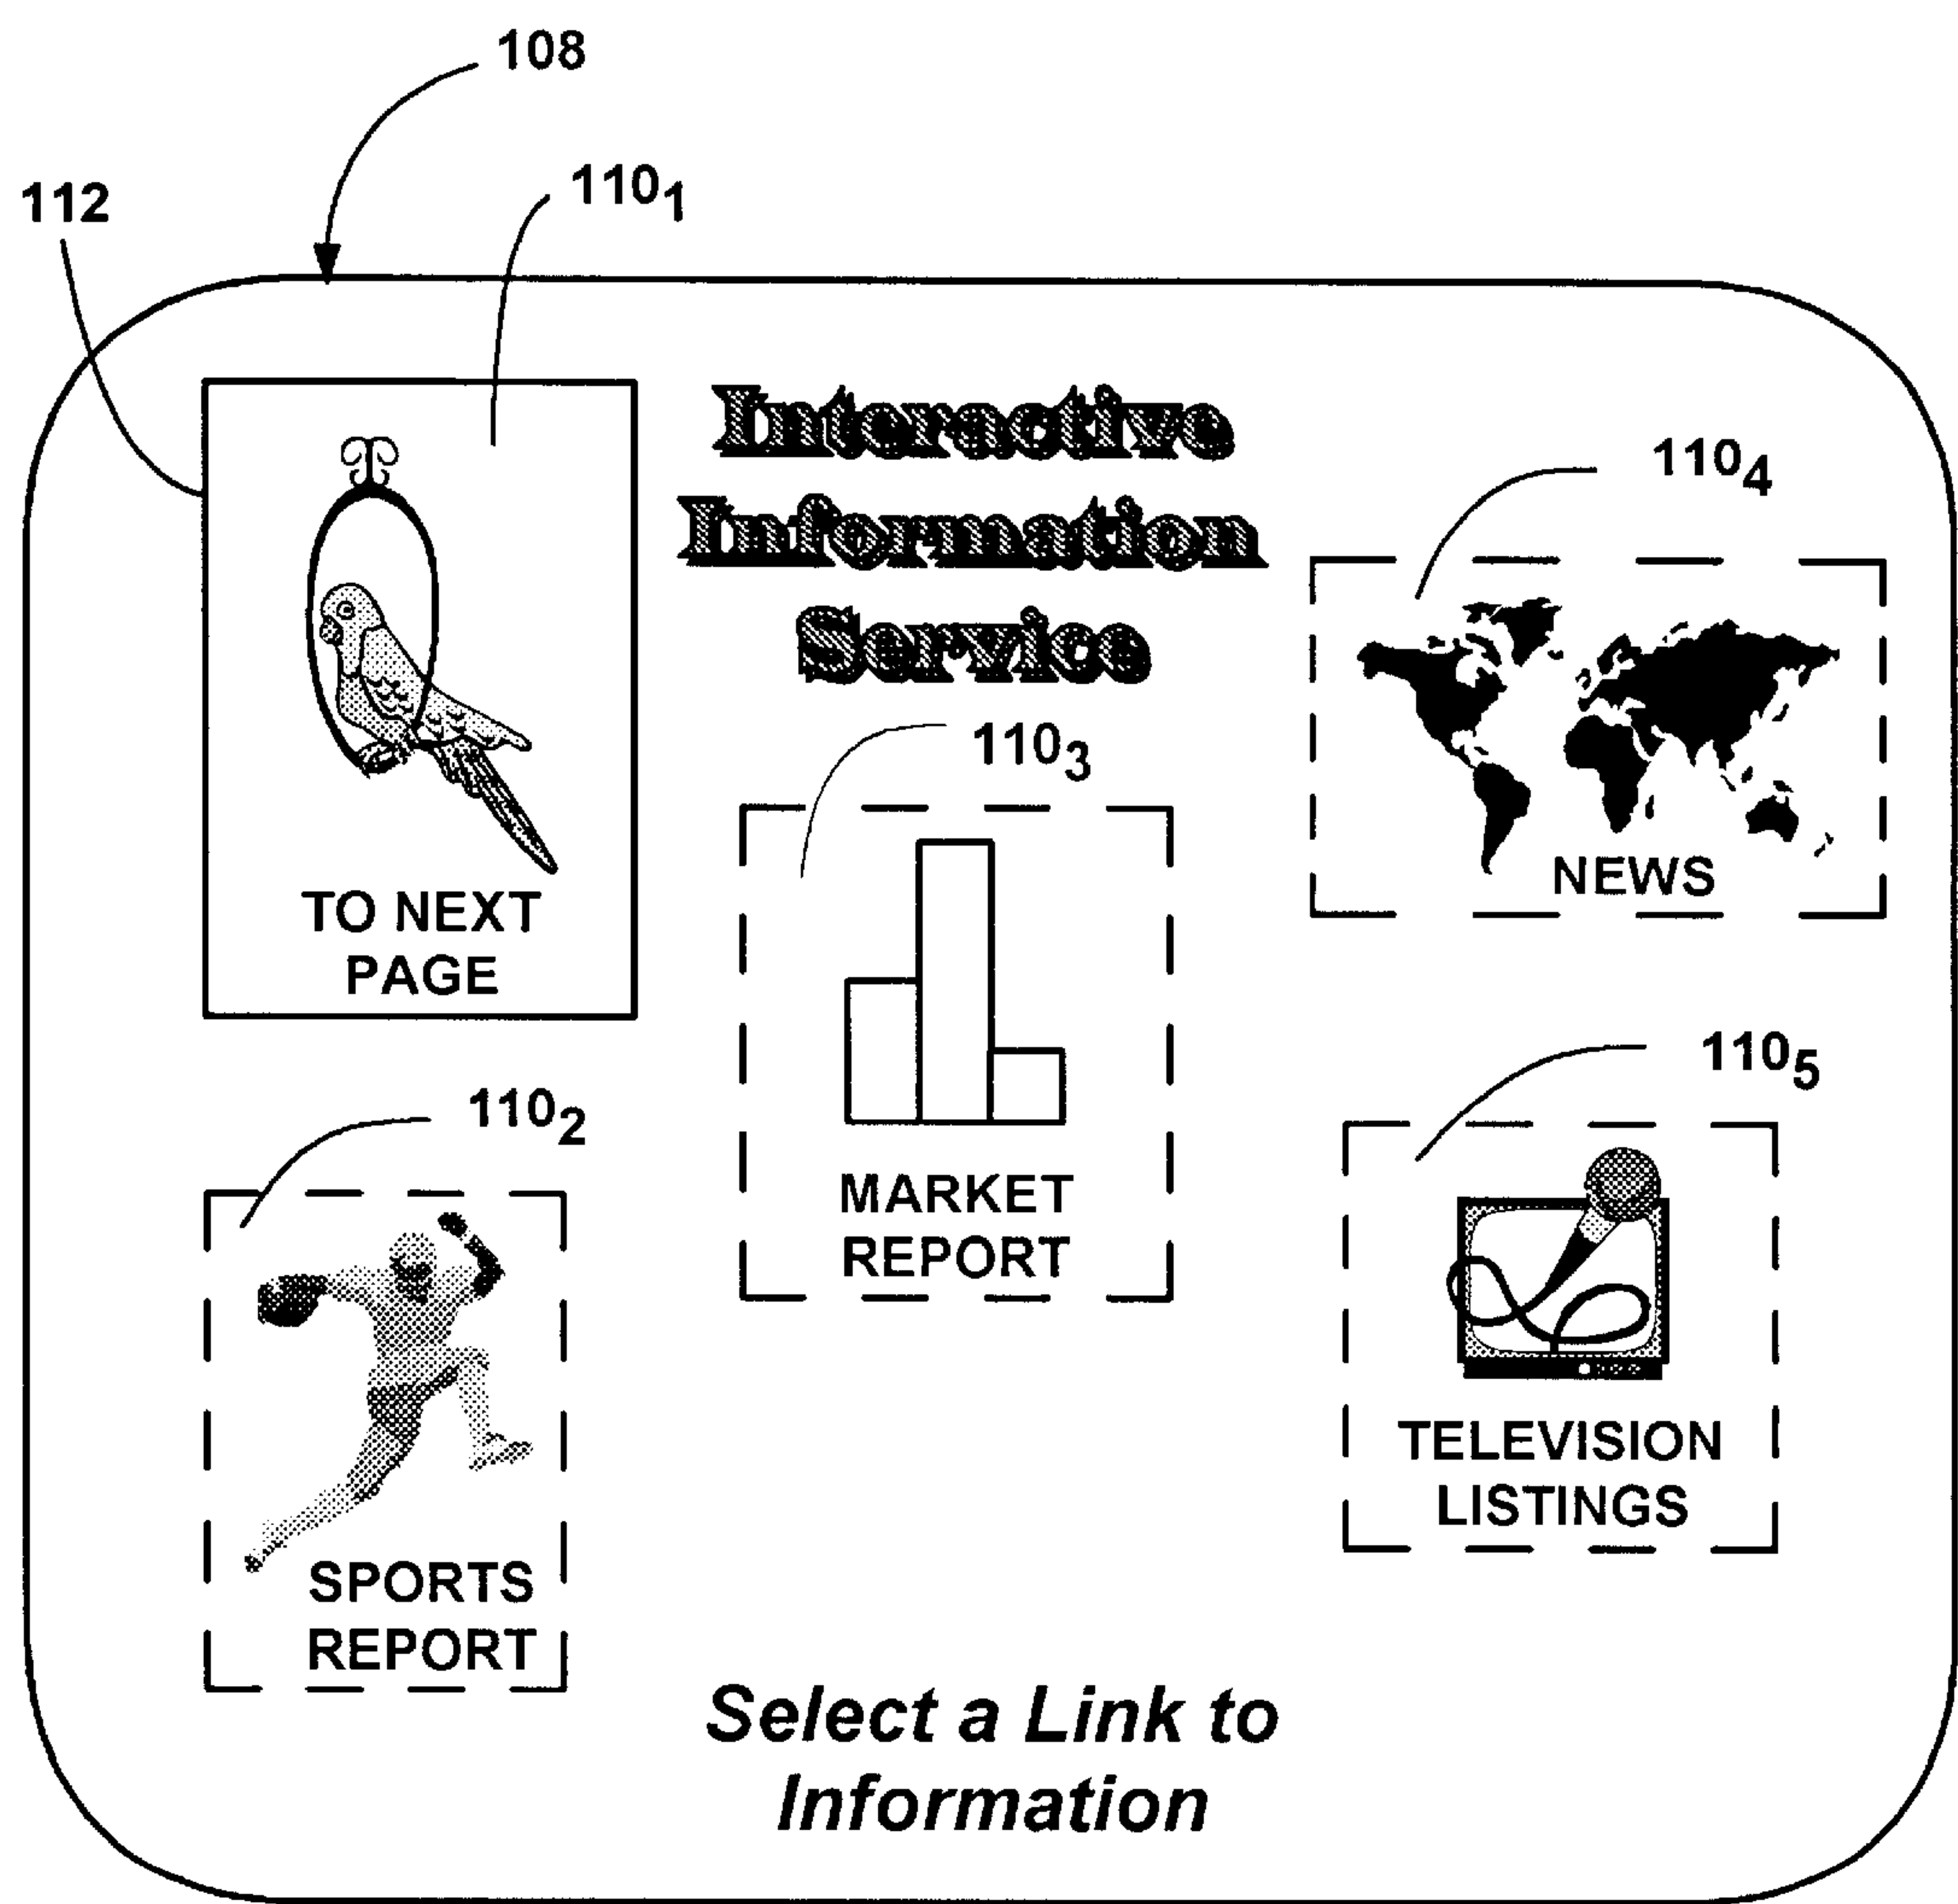 108
112
110₁
Interactive
Information
Service
110₄
110₃
NEWS
TO NEXT
PAGE
110₅
110₂
MARKET
REPORT
TELEVISION
LISTINGS
SPORTS
REPORT
Select a Link to
Information